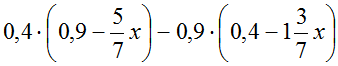 0,4·(0,9 − 5/7 x) − 0,9·(0,4 − 1 3/7 x)